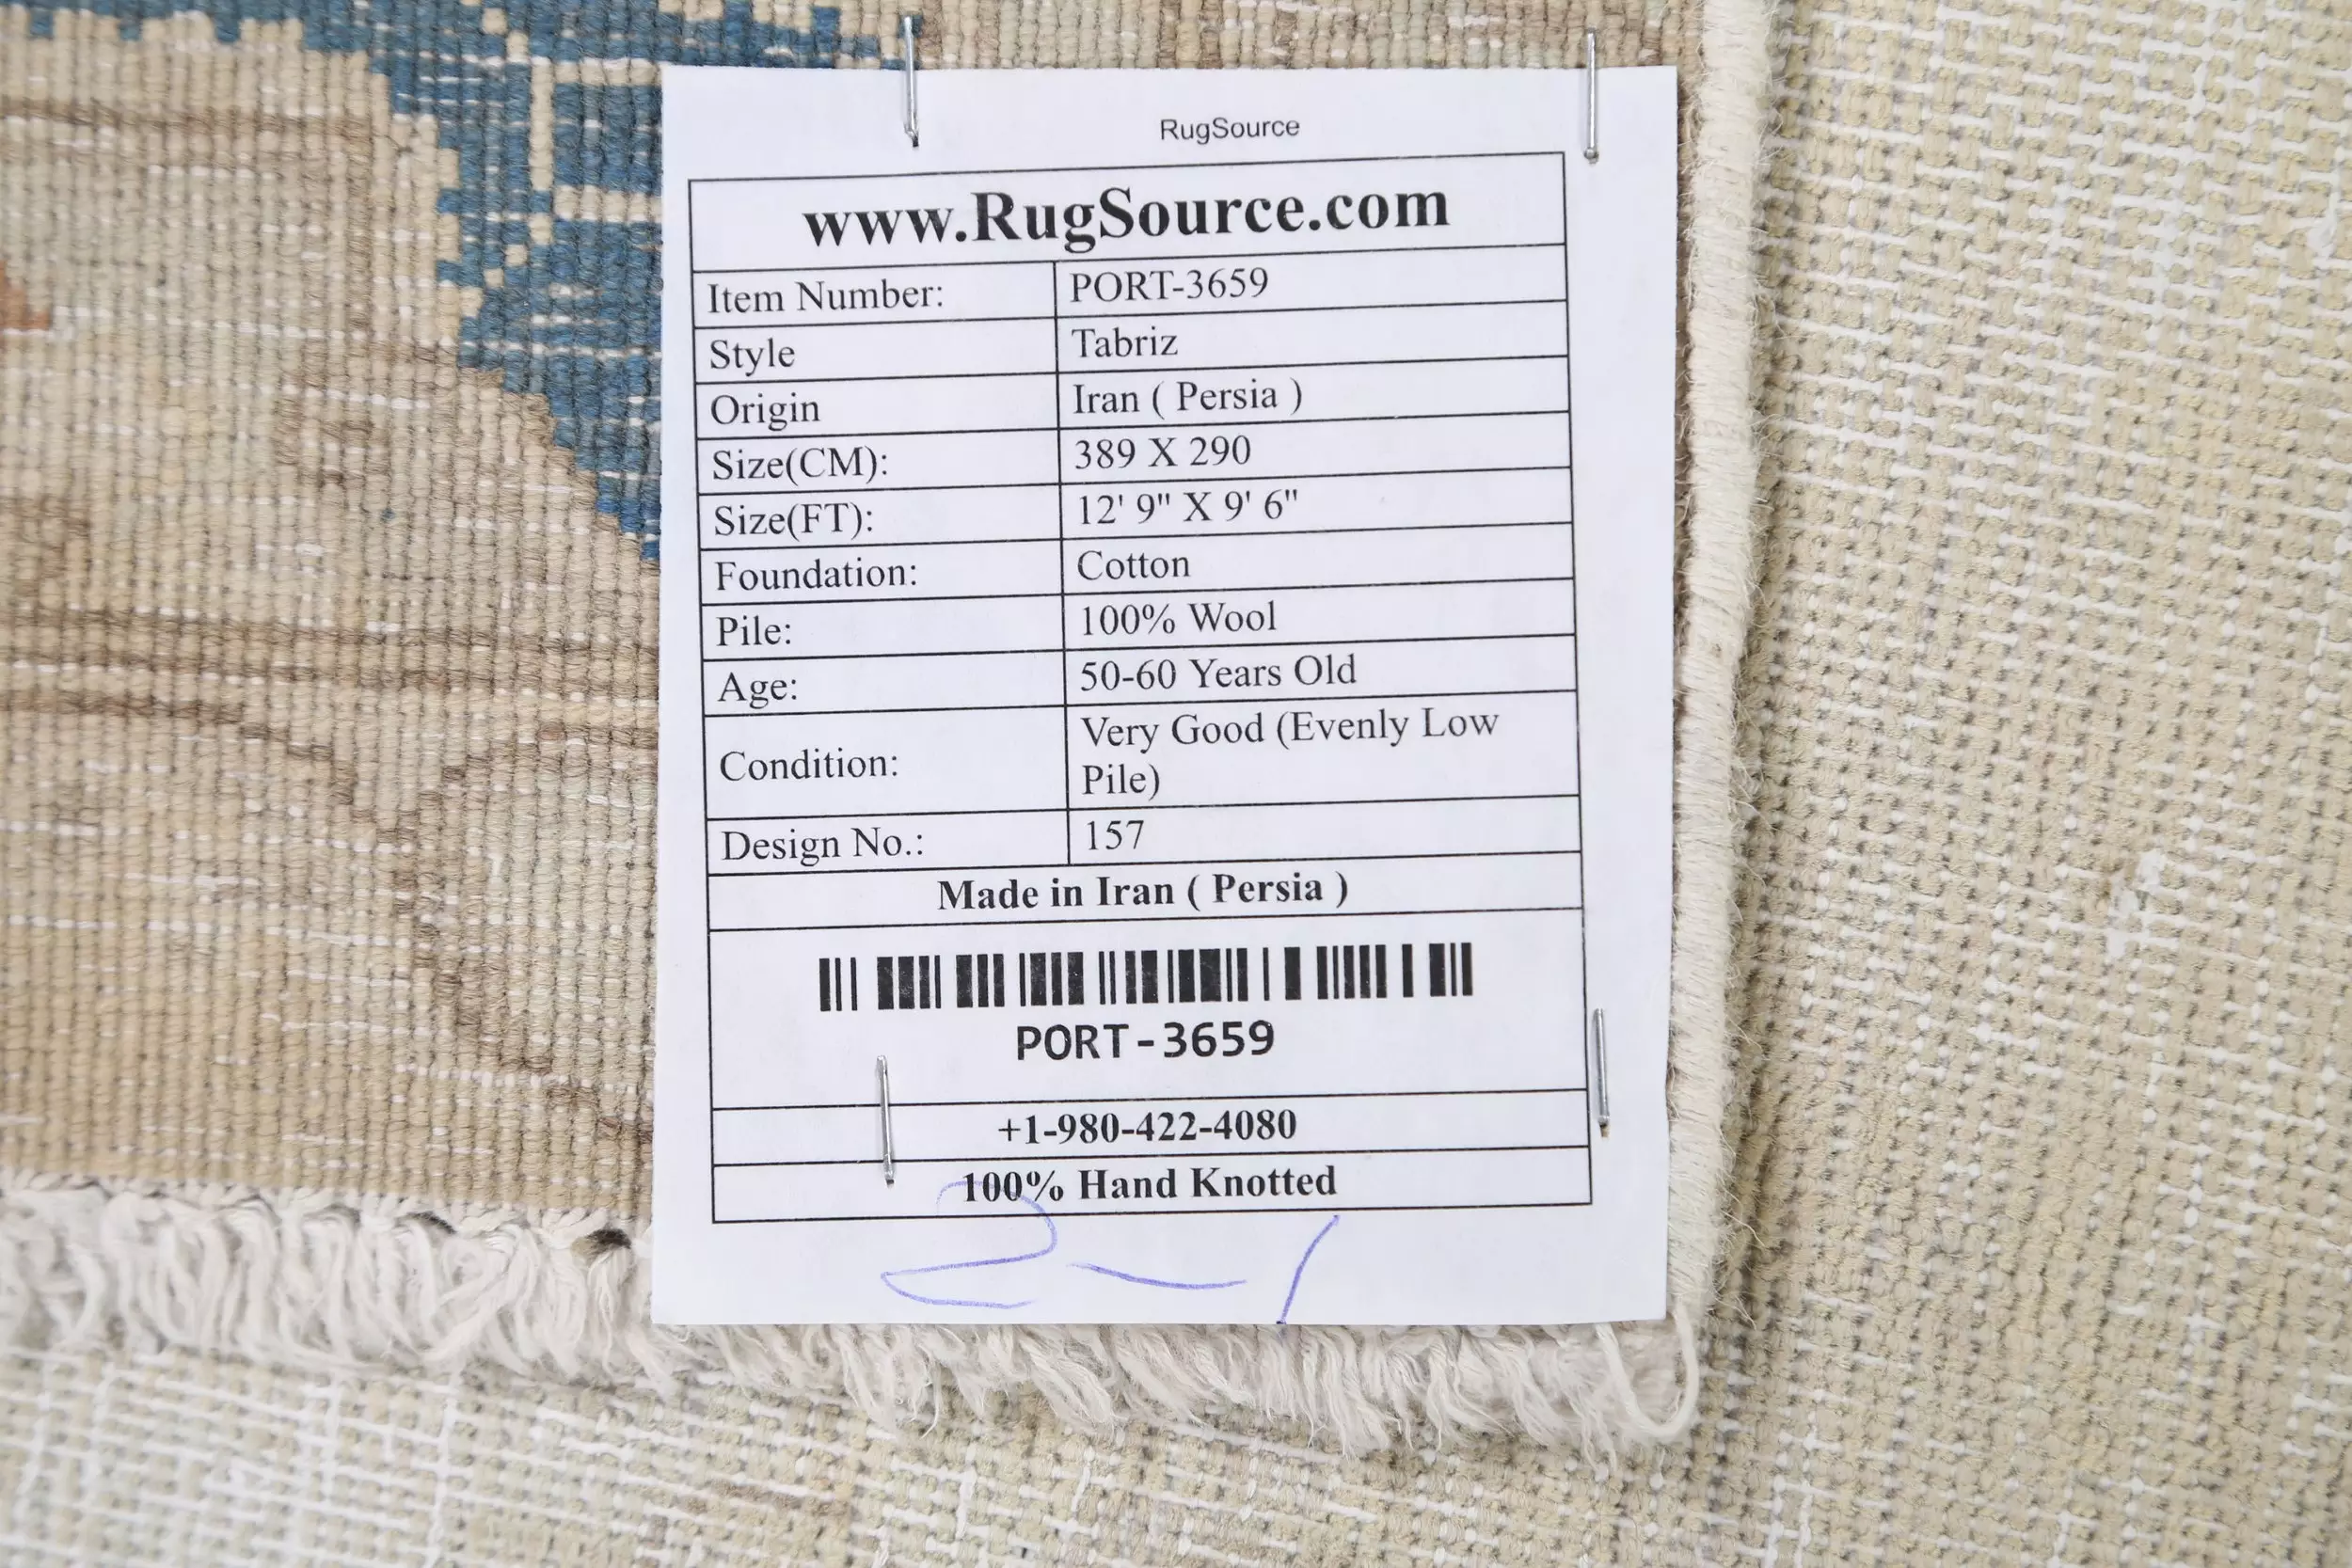 RugSource
www.RugSource.com
Item Number: PORT-3659
Style Tabriz
Origin Iran ( Persia )
Size(CM): 389 X 290
Size(FT): 12' 9" X 9' 6"
Foundation: Cotton
Pile: 100% Wool
Age: 50-60 Years Old
Condition: Very Good (Evenly Low
Pile)
Design No.: 157
Made in Iran ( Persia )
PORT-3659
+1-980-422-4080
100% Hand Knotted
2-1